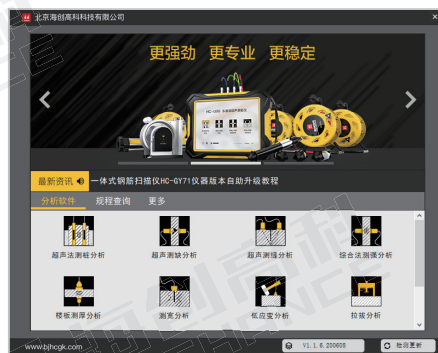 北京海创高科科技有限公司
更强劲 更专业 更稳定
最新资讯 一体式钢筋扫描仪HC-GY71仪器版本自助升级教程
分析软件 规程查询 更多
超声法测桩分析 超声测缺分析 超声测缝分析 综合法测强分析
楼板测厚分析 测宽分析 低应变分析 拉拔分析
www.bjhcgk.com V1.1.6.200608 检测更新
海创高科
HICHANCE